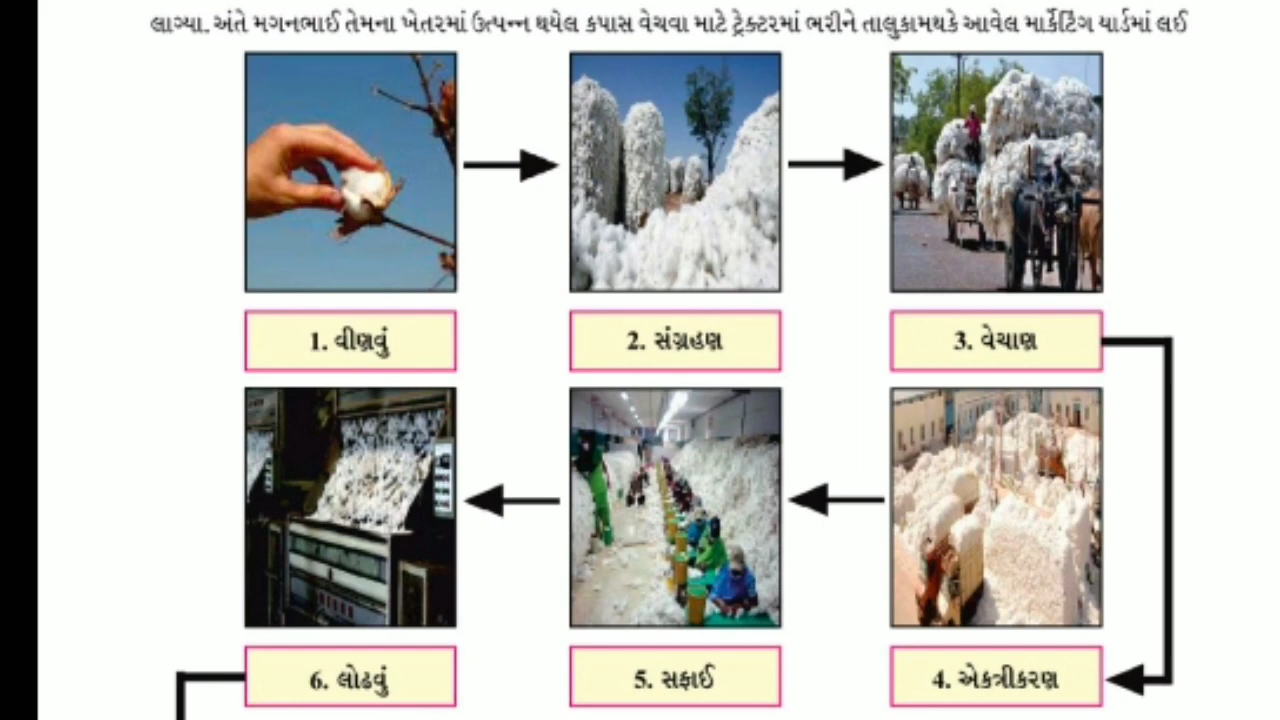 લાગ્યા. અંતે મગનભાઈ તેમના ખેતરમાં ઉત્પન્ન થયેલ કપાસ વેચવા માટે ટ્રેક્ટરમાં ભરીને તાલુકામથકે આવેલ માર્કેટિંગ યાર્ડમાં લઈ
1. વીણવું
2. સંગ્રહણ
3. વેચાણ
6. લોઢવું
5. સફાઈ
4. એકત્રીકરણ